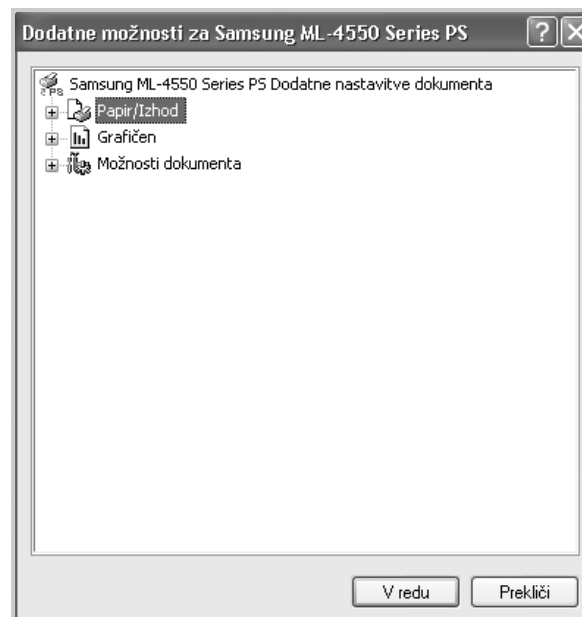 Dodatne možnosti za Samsung ML-4550 Series PS
Samsung ML-4550 Series PS Dodatne nastavitve dokumenta
Papir/Izhod
Grafičen
Možnosti dokumenta
V redu
Prekliči